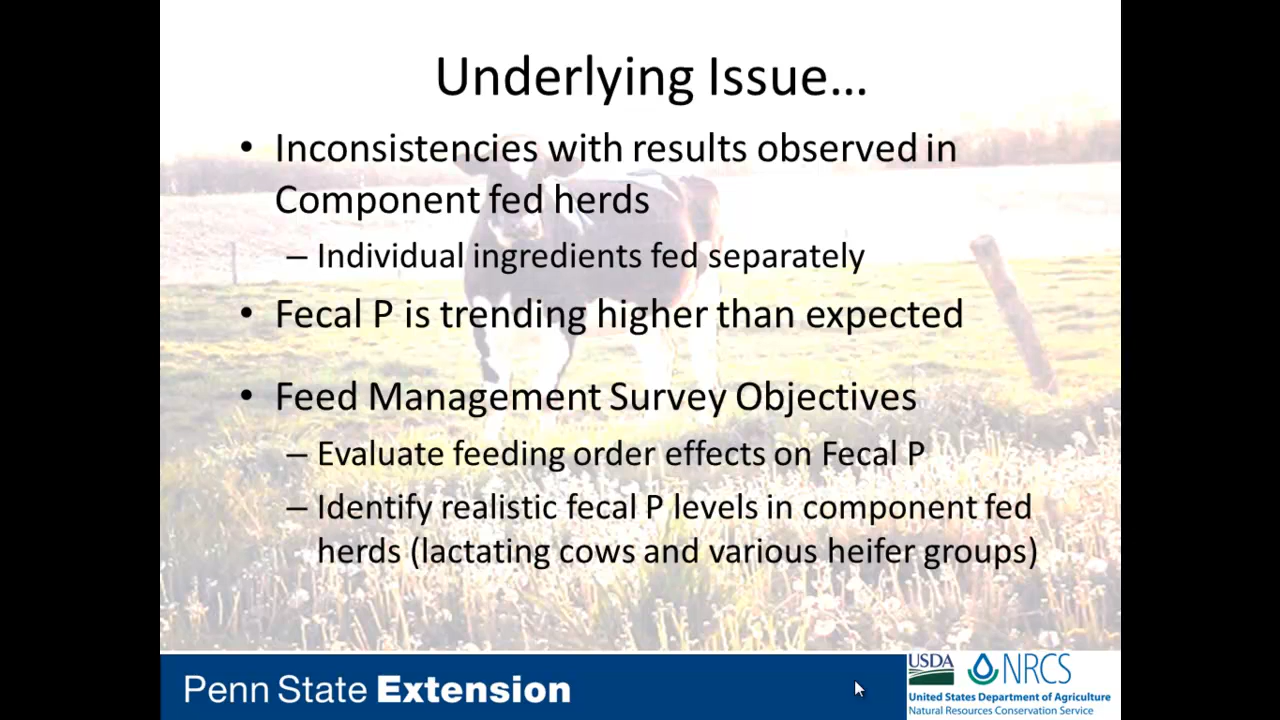 Underlying Issue…
• Inconsistencies with results observed in
Component fed herds
– Individual ingredients fed separately
• Fecal P is trending higher than expected
• Feed Management Survey Objectives
– Evaluate feeding order effects on Fecal P
– Identify realistic fecal P levels in component fed
herds (lactating cows and various heifer groups)
Penn State Extension
USDA NRCS
United States Department of Agriculture
Natural Resources Conservation Service